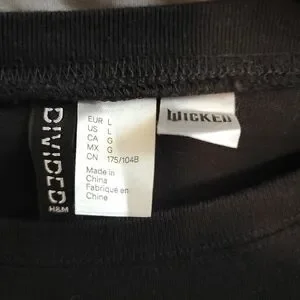 DIVIDED
H&M
EUR L
US L
CA G
MX G
CN 175/104B
Made in
China
Fabriqué en
Chine
WICKED